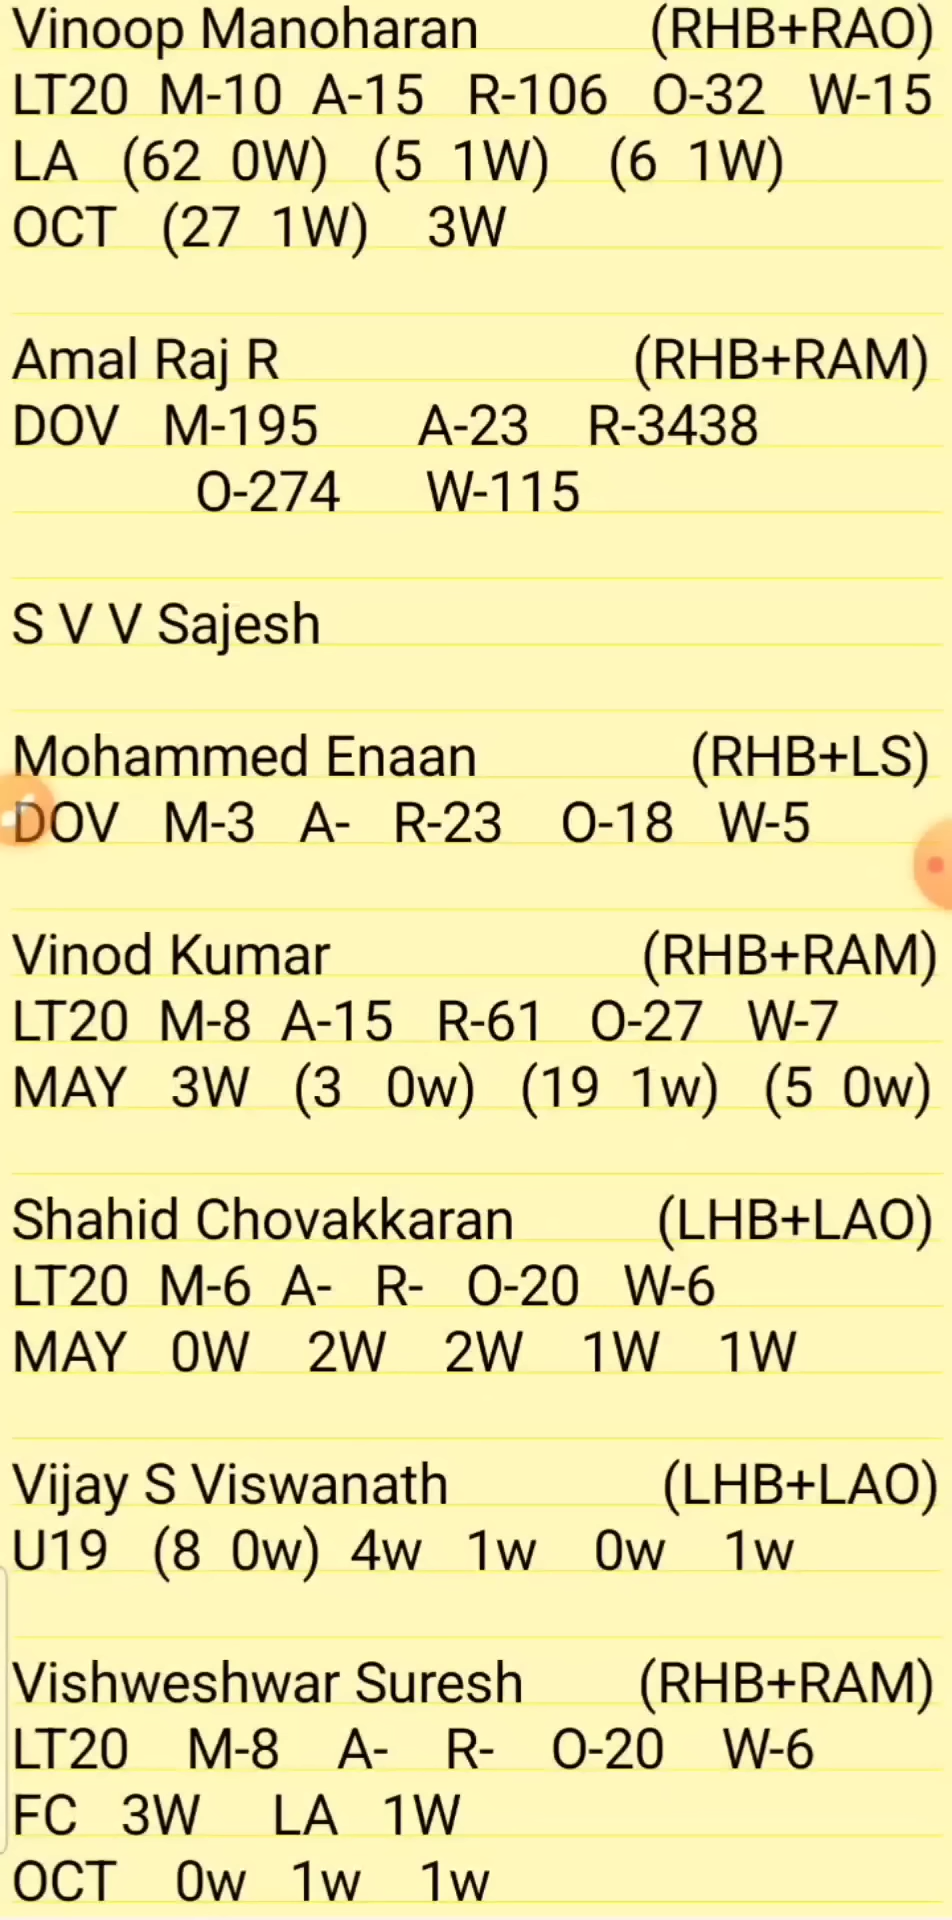 Vinoop Manoharan (RHB+RAO)
LT20 M-10 A-15 R-106 O-32 W-15
LA (62 0W) (5 1W) (6 1W)
OCT (27 1W) 3W
Amal Raj R (RHB+RAM)
DOV M-195 A-23 R-3438
O-274 W-115
S V V Sajesh
Mohammed Enaan (RHB+LS)
DOV M-3 A- R-23 O-18 W-5
Vinod Kumar (RHB+RAM)
LT20 M-8 A-15 R-61 O-27 W-7
MAY 3W (3 0w) (19 1w) (5 0w)
Shahid Chovakkaran (LHB+LAO)
LT20 M-6 A- R- O-20 W-6
MAY 0W 2W 2W 1W 1W
Vijay S Viswanath (LHB+LAO)
U19 (8 0w) 4w 1w 0w 1w
Vishweshwar Suresh (RHB+RAM)
LT20 M-8 A- R- O-20 W-6
FC 3W LA 1W
OCT 0w 1w 1w